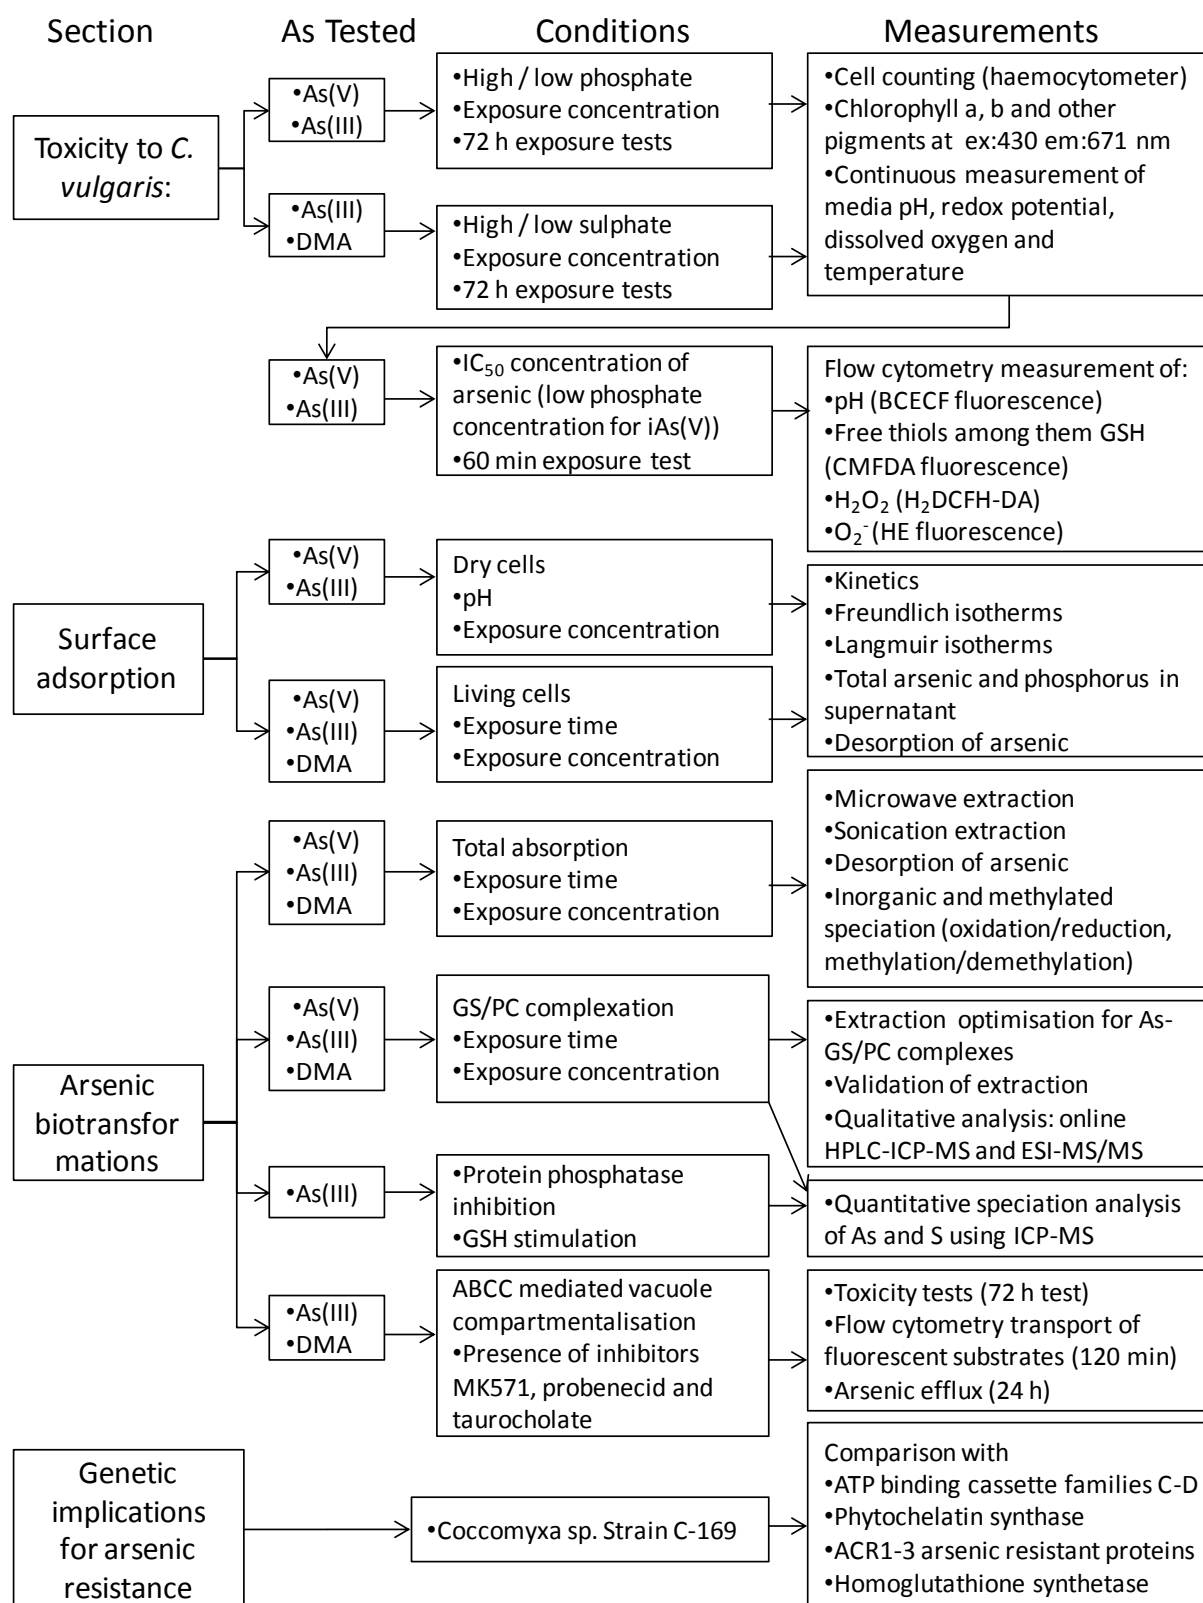 Section As Tested Conditions Measurements
Toxicity to C.
vulgaris:
•As(V)
•As(III)
•High / low phosphate
•Exposure concentration
•72 h exposure tests
•As(III)
•DMA
•High / low sulphate
•Exposure concentration
•72 h exposure tests
•Cell counting (haemocytometer)
•Chlorophyll a, b and other
pigments at ex:430 em:671 nm
•Continuous measurement of
media pH, redox potential,
dissolved oxygen and
temperature
•As(V)
•As(III)
•IC50 concentration of
arsenic (low phosphate
concentration for iAs(V))
•60 min exposure test
Flow cytometry measurement of:
•pH (BCECF fluorescence)
•Free thiols among them GSH
(CMFDA fluorescence)
•H2O2 (H2DCFH-DA)
•O2- (HE fluorescence)
Surface
adsorption
•As(V)
•As(III)
Dry cells
•pH
•Exposure concentration
•As(V)
•As(III)
•DMA
Living cells
•Exposure time
•Exposure concentration
•Kinetics
•Freundlich isotherms
•Langmuir isotherms
•Total arsenic and phosphorus in
supernatant
•Desorption of arsenic
Arsenic
biotransfor
mations
•As(V)
•As(III)
•DMA
Total absorption
•Exposure time
•Exposure concentration
•Microwave extraction
•Sonication extraction
•Desorption of arsenic
•Inorganic and methylated
speciation (oxidation/reduction,
methylation/demethylation)
•As(V)
•As(III)
•DMA
GS/PC complexation
•Exposure time
•Exposure concentration
•Extraction optimisation for As-
GS/PC complexes
•Validation of extraction
•Qualitative analysis: online
HPLC-ICP-MS and ESI-MS/MS
•As(III)
•Protein phosphatase
inhibition
•GSH stimulation
•Quantitative speciation analysis
of As and S using ICP-MS
•As(III)
•DMA
ABCC mediated vacuole
compartmentalisation
•Presence of inhibitors
MK571, probenecid and
taurocholate
•Toxicity tests (72 h test)
•Flow cytometry transport of
fluorescent substrates (120 min)
•Arsenic efflux (24 h)
Genetic
implications
for arsenic
resistance
•Coccomyxa sp. Strain C-169
Comparison with
•ATP binding cassette families C-D
•Phytochelatin synthase
•ACR1-3 arsenic resistant proteins
•Homoglutathione synthetase